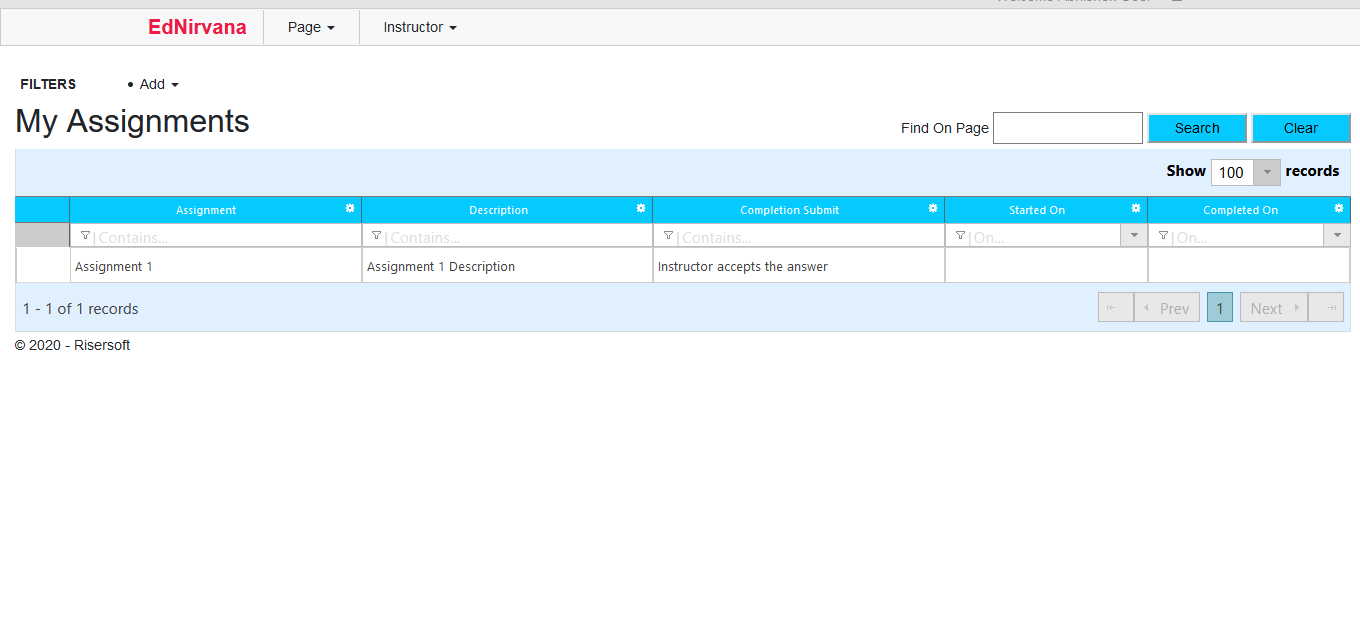 EdNirvana Page Instructor
FILTERS • Add
My Assignments
Find On Page Search Clear
Show 100 records
Assignment Description Completion Submit Started On Completed On
Contains... Contains... Contains... On... On...
Assignment 1 Assignment 1 Description Instructor accepts the answer
1 - 1 of 1 records Prev 1 Next
© 2020 - Risersoft